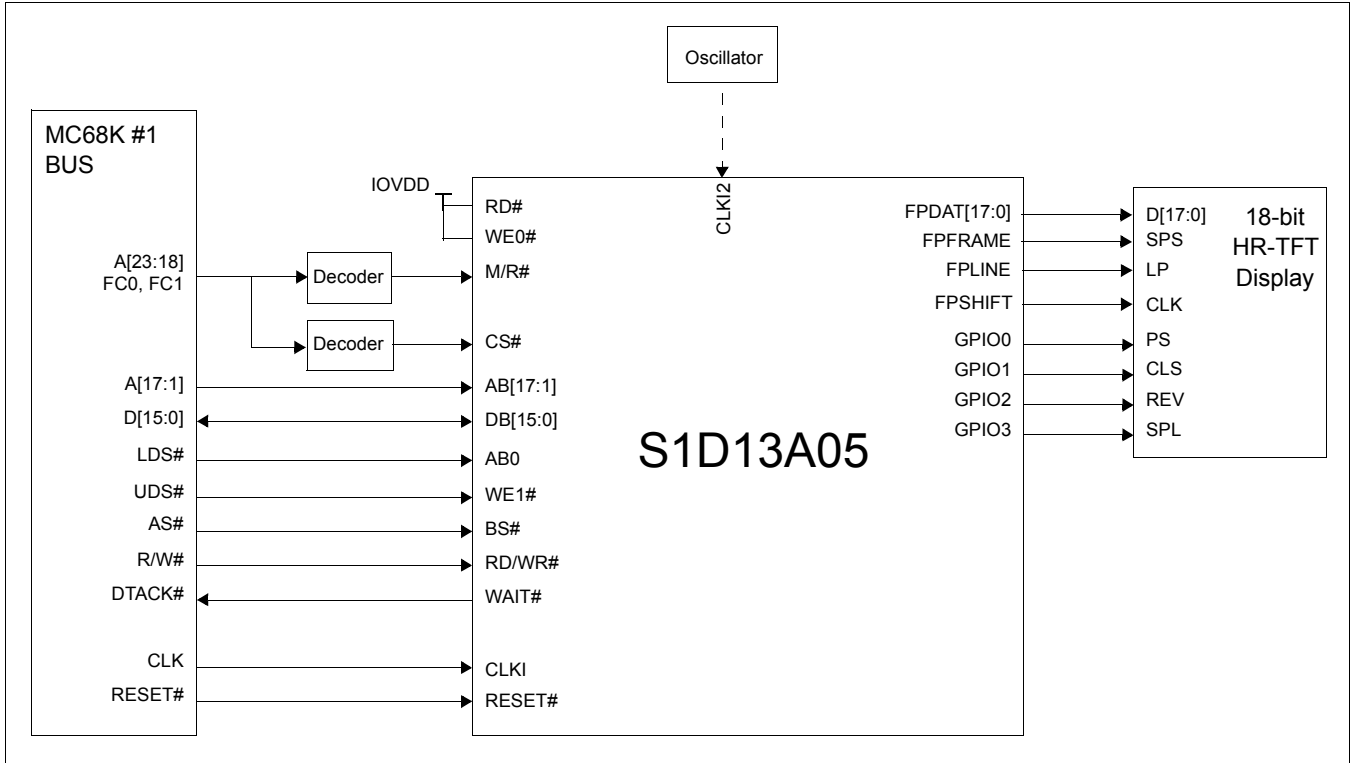 Oscillator
MC68K #1
BUS
IOVDD
RD#
WE0#
CLKI2
FPDAT[17:0]
FPFRAME
FPLINE
FPSHIFT
GPIO0
GPIO1
GPIO2
GPIO3
D[17:0]
SPS
LP
CLK
PS
CLS
REV
SPL
18-bit
HR-TFT
Display
A[23:18]
FC0, FC1
Decoder
M/R#
Decoder
CS#
A[17:1]
AB[17:1]
D[15:0]
DB[15:0]
S1D13A05
LDS#
AB0
UDS#
WE1#
AS#
BS#
R/W#
RD/WR#
DTACK#
WAIT#
CLK
CLKI
RESET#
RESET#